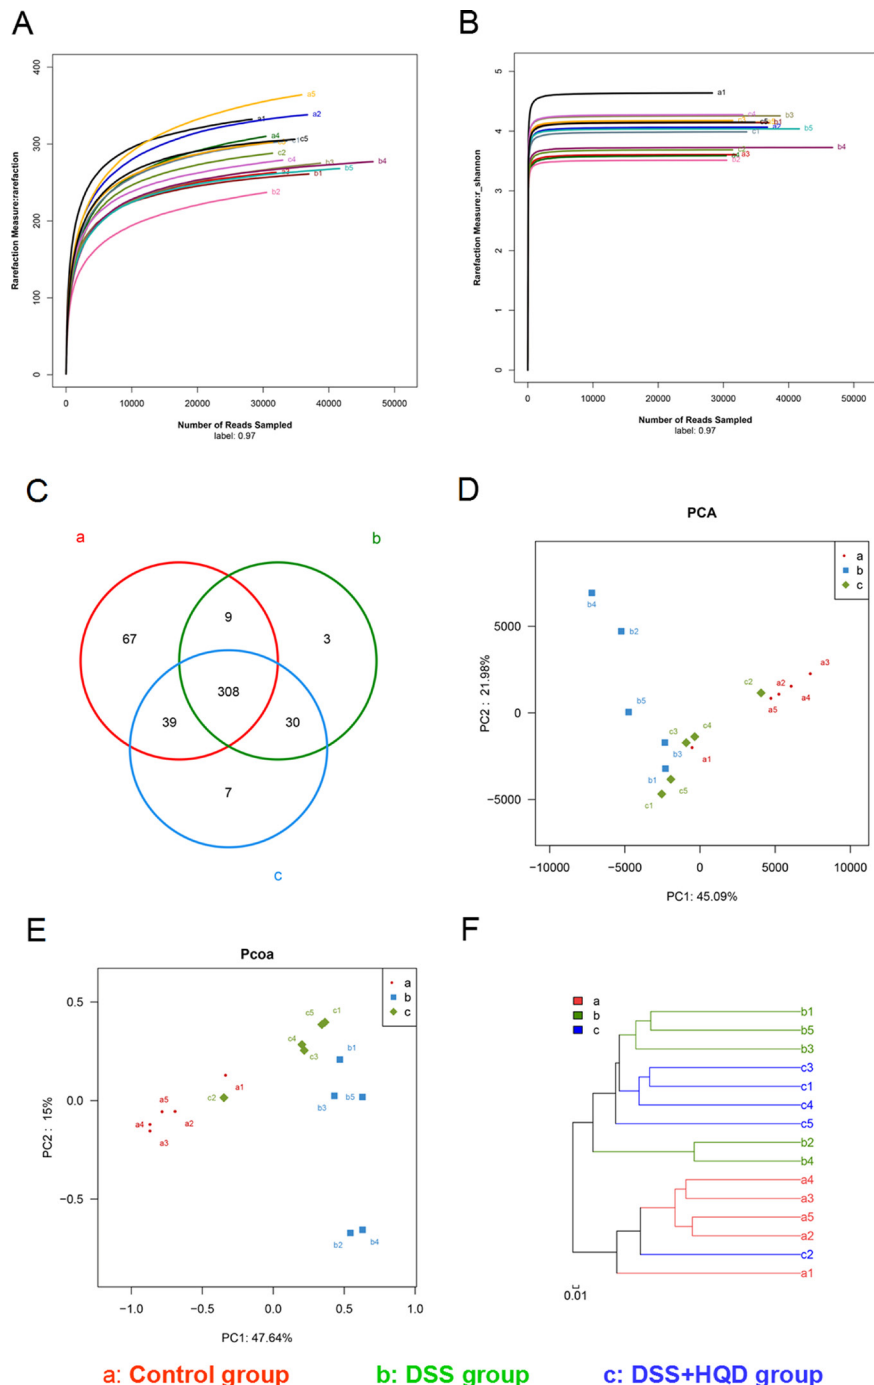 A
400
300
200
100
0
Rarefaction Measure:rarefaction
a5
a2
a1
a4
c5
c2
c4
b3
b4
b5
b1
b2
0 10000 20000 30000 40000 50000
Number of Reads Sampled
label: 0.97
B
5
4
3
2
1
0
Rarefaction Measure:r_shannon
a1
c4
b3
c5
b1
b5
c1
b4
a3
0 10000 20000 30000 40000 50000
Number of Reads Sampled
label: 0.97
C
a
b
67
9
3
308
39
30
7
c
D
PCA
a
b
c
b4
b2
a3
c2
a2
a4
a5
b5
c3
c4
b3
a1
b1
c5
c1
5000
0
−5000
PC2 : 21.98%
−10000 −5000 0 5000 10000
PC1: 45.09%
E
Pcoa
a
b
c
c5
c1
c4
c3
b1
a1
c2
b3
b5
a5
a4
a2
a3
b2
b4
0.5
0.0
−0.5
PC2 : 15%
−1.0 −0.5 0.0 0.5 1.0
PC1: 47.64%
F
a
b
c
b1
b5
b3
c3
c1
c4
c5
b2
b4
a4
a3
a5
a2
c2
a1
0.01
a: Control group b: DSS group c: DSS+HQD group